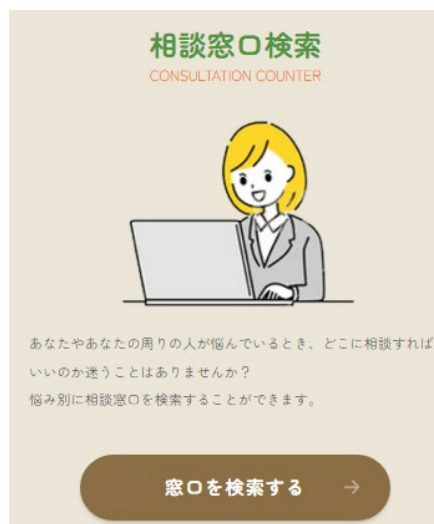 相談窓口検索
CONSULTATION COUNTER
あなたやあなたの周りの人が悩んでいるとき、どこに相談すれば
いいのか迷うことはありませんか？
悩み別に相談窓口を検索することができます。
窓口を検索する →